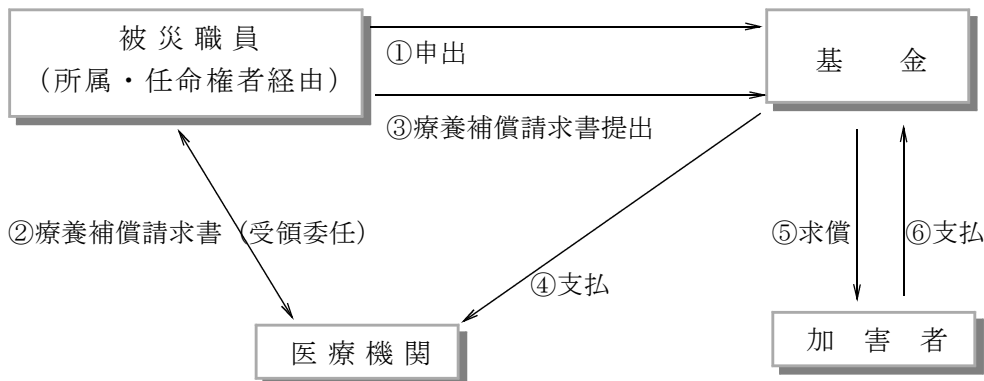 被災職員
(所属・任命権者経由)
①申出
基 金
③療養補償請求書提出
②療養補償請求書(受領委任)
⑤求償
⑥支払
④支払
医療機関
加 害 者